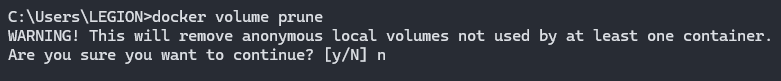 C:\Users\LEGION>docker volume prune
WARNING! This will remove anonymous local volumes not used by at least one container.
Are you sure you want to continue? [y/N] n